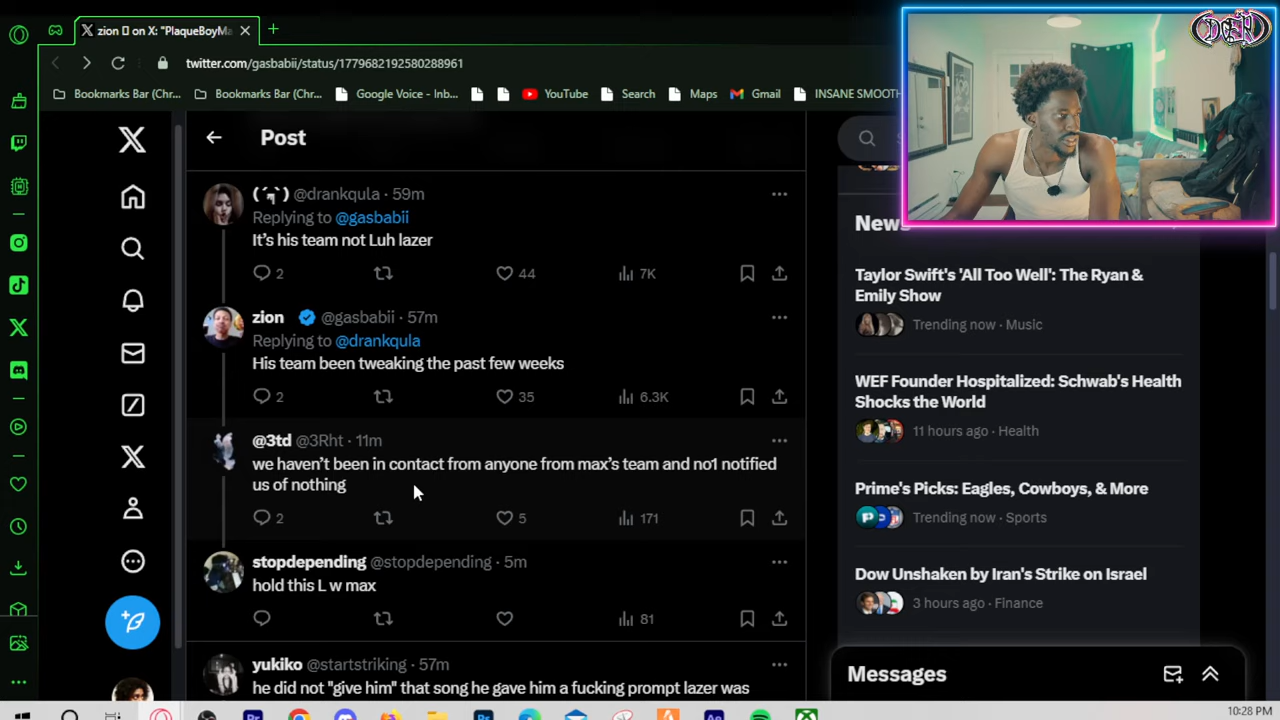 zion on X: "PlaqueBoyMa
twitter.com/gasbabii/status/1779682192580288961
Bookmarks Bar (Chr...
Bookmarks Bar (Chr...
Google Voice - Inb...
YouTube
Search
Maps
Gmail
INSANE SMOOTH
Post
@drankqula · 59m
Replying to @gasbabii
It's his team not Luh lazer
2
44
7K
zion @gasbabii · 57m
Replying to @drankqula
His team been tweaking the past few weeks
2
35
6.3K
@3td @3Rht · 11m
we haven't been in contact from anyone from max's team and no1 notified
us of nothing
2
5
171
stopdepending @stopdepending · 5m
hold this L w max
81
yukiko @startstriking · 57m
he did not "give him" that song he gave him a fucking prompt lazer was
News
Taylor Swift's 'All Too Well': The Ryan &
Emily Show
Trending now · Music
WEF Founder Hospitalized: Schwab's Health
Shocks the World
11 hours ago · Health
Prime's Picks: Eagles, Cowboys, & More
Trending now · Sports
Dow Unshaken by Iran's Strike on Israel
3 hours ago · Finance
Messages
10:28 PM